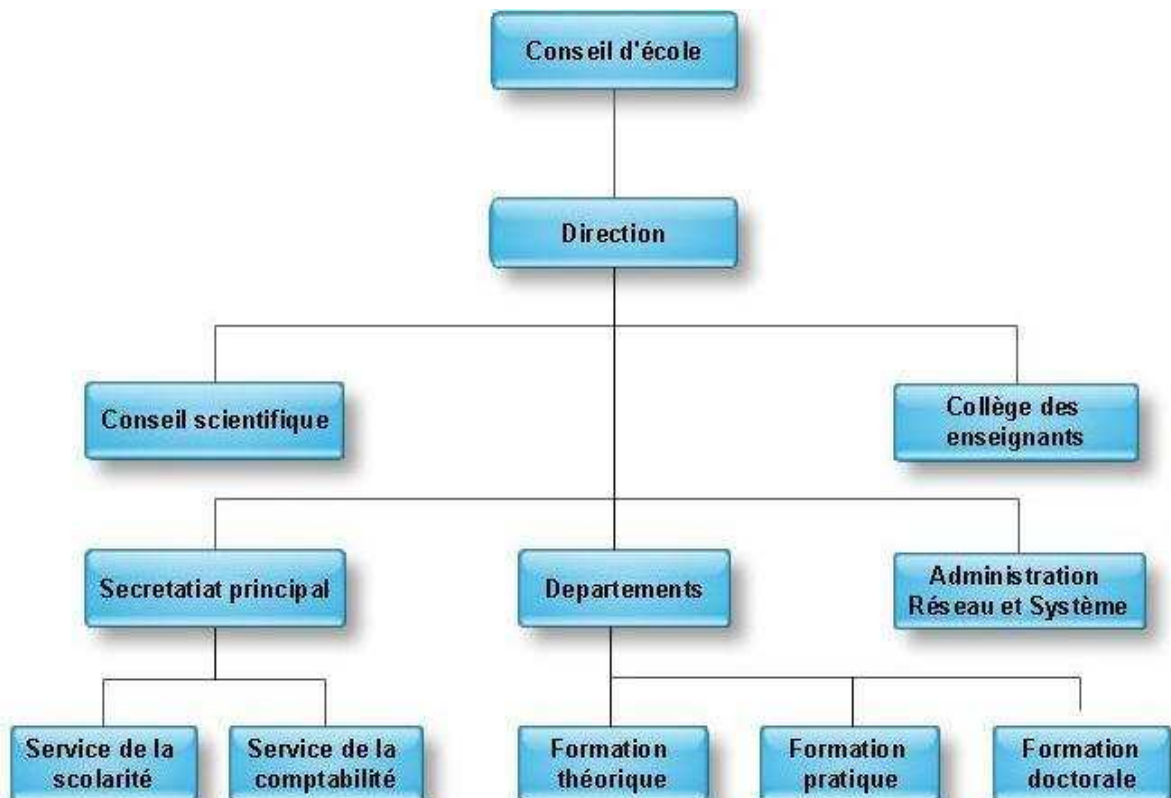 Conseil d'école
Direction
Conseil scientifique
Collège des
enseignants
Secretatiat principal
Departements
Administration
Réseau et Système
Service de la
scolarité
Service de la
comptabilité
Formation
théorique
Formation
pratique
Formation
doctorale